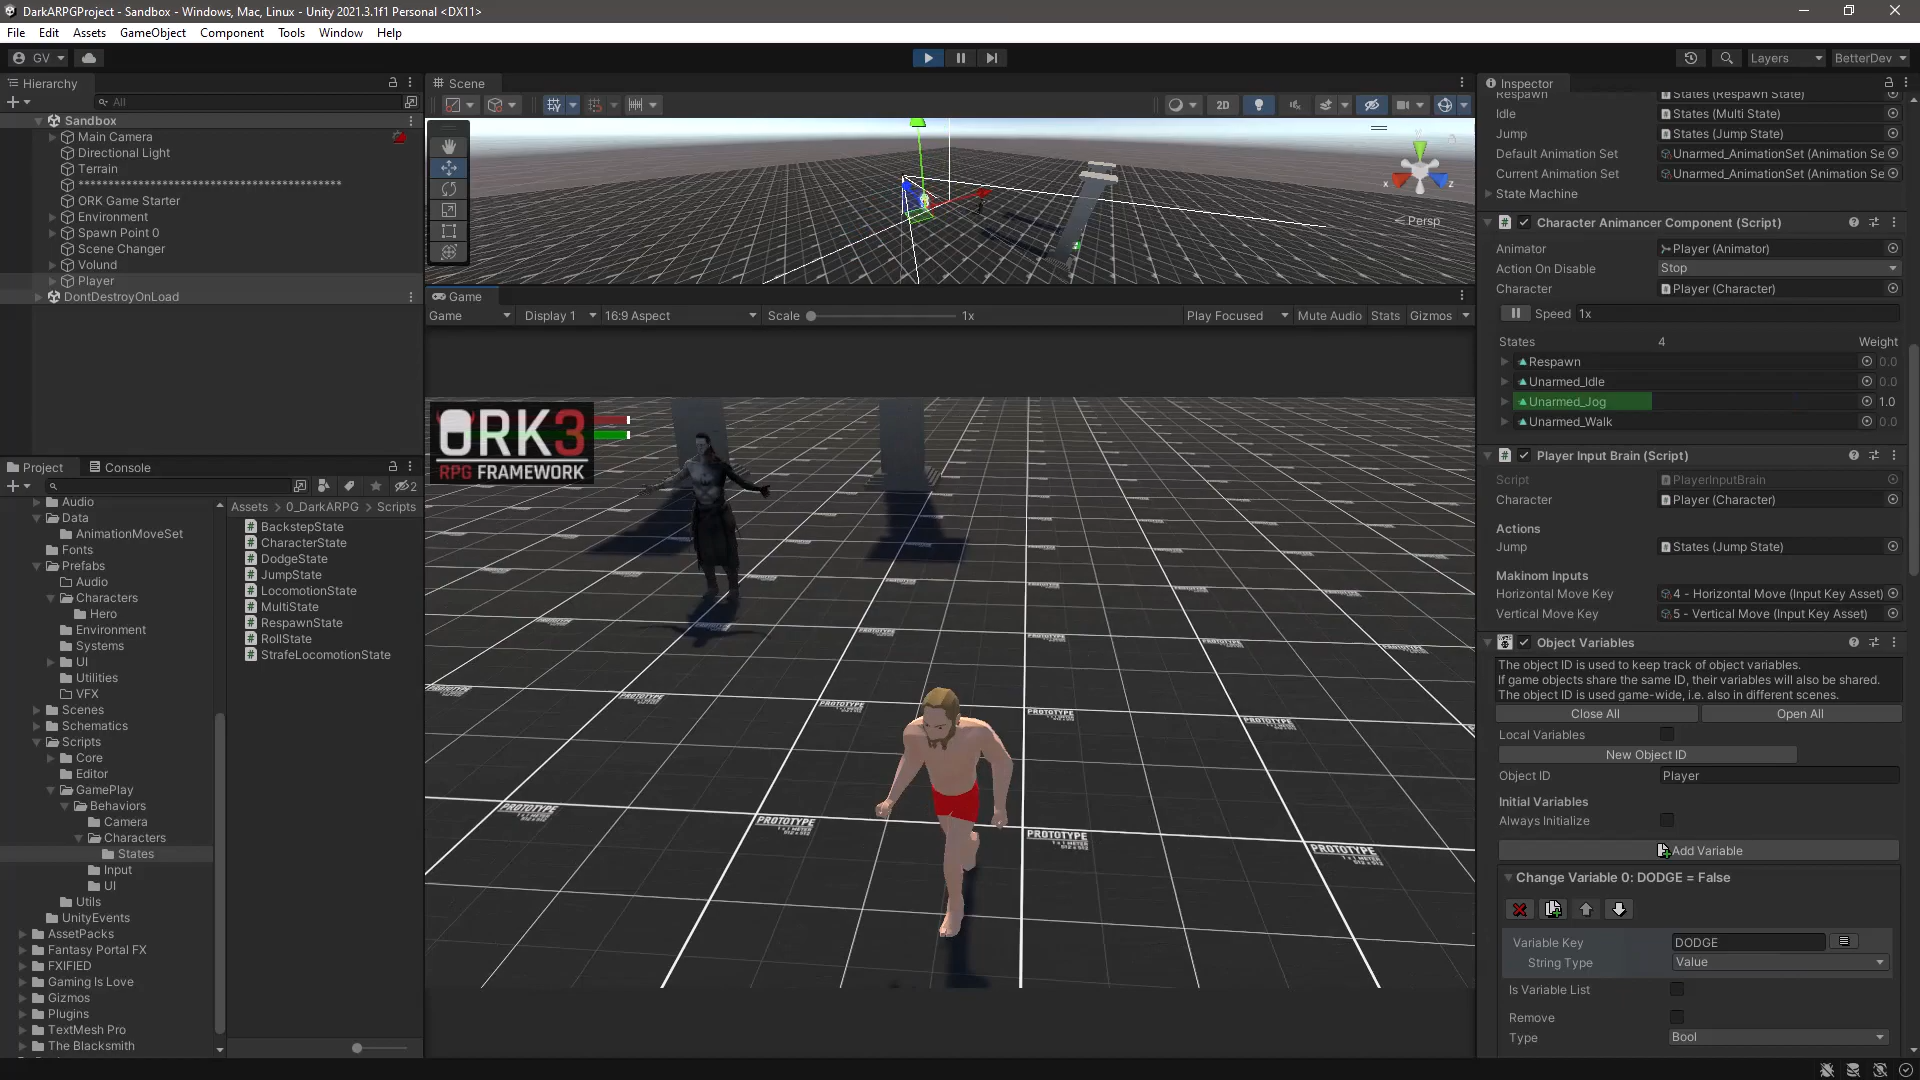 DarkARPGProject - Sandbox - Windows, Mac, Linux - Unity 2021.3.1f1 Personal <DX11>
File Edit Assets GameObject Component Tools Window Help
GV
Layers
BetterDev
Hierarchy
All
Sandbox
Main Camera
Directional Light
Terrain
********************************************
ORK Game Starter
Environment
Spawn Point 0
Scene Changer
Volund
Player
DontDestroyOnLoad
Scene
2D
x
z
Persp
Game
Game Display 1 16:9 Aspect Scale 1x Play Focused Mute Audio Stats Gizmos
ORK3
RPG FRAMEWORK
PROTOTYPE
PROTOTYPE
PROTOTYPE
PROTOTYPE
PROTOTYPE
Project
Console
2
Audio
Data
AnimationMoveSet
Fonts
Prefabs
Audio
Characters
Hero
Environment
Systems
UI
Utilities
VFX
Scenes
Schematics
Scripts
Core
Editor
GamePlay
Behaviors
Camera
Characters
States
Input
UI
Utils
UnityEvents
AssetPacks
Fantasy Portal FX
FXIFIED
Gaming Is Love
Gizmos
Plugins
TextMesh Pro
The Blacksmith
Assets 0_DarkARPG Scripts
BackstepState
CharacterState
DodgeState
JumpState
LocomotionState
MultiState
RespawnState
RollState
StrafeLocomotionState
Inspector
Respawn States (Respawn State)
Idle States (Multi State)
Jump States (Jump State)
Default Animation Set Unarmed_AnimationSet (Animation Se
Current Animation Set Unarmed_AnimationSet (Animation Se
State Machine
Character Animancer Component (Script)
Animator Player (Animator)
Action On Disable Stop
Character Player (Character)
Speed 1x
States 4 Weight
Respawn 0.0
Unarmed_Idle 0.0
Unarmed_Jog 1.0
Unarmed_Walk 0.0
Player Input Brain (Script)
Script PlayerInputBrain
Character Player (Character)
Actions
Jump States (Jump State)
Makinom Inputs
Horizontal Move Key 4 - Horizontal Move (Input Key Asset)
Vertical Move Key 5 - Vertical Move (Input Key Asset)
Object Variables
The object ID is used to keep track of object variables.
If game objects share the same ID, their variables will also be shared.
The object ID is used game-wide, i.e. also in different scenes.
Close All Open All
Local Variables
New Object ID
Object ID Player
Initial Variables
Always Initialize
Add Variable
Change Variable 0: DODGE = False
Variable Key DODGE
String Type Value
Is Variable List
Remove
Type Bool